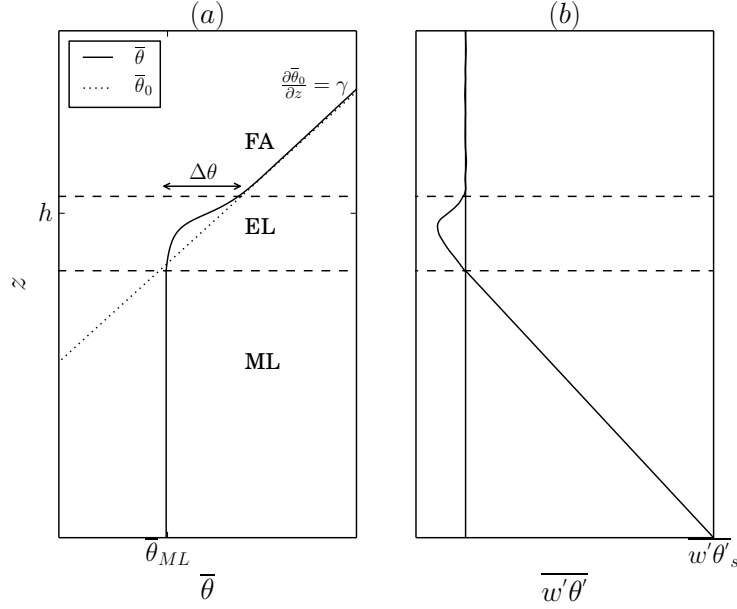 (a)
θ̅
θ̅₀
∂θ̅₀/∂z = γ
FA
Δθ
h
EL
z
ML
θ̅_ML
θ̅
(b)
w′θ′‾_s
w′θ′‾